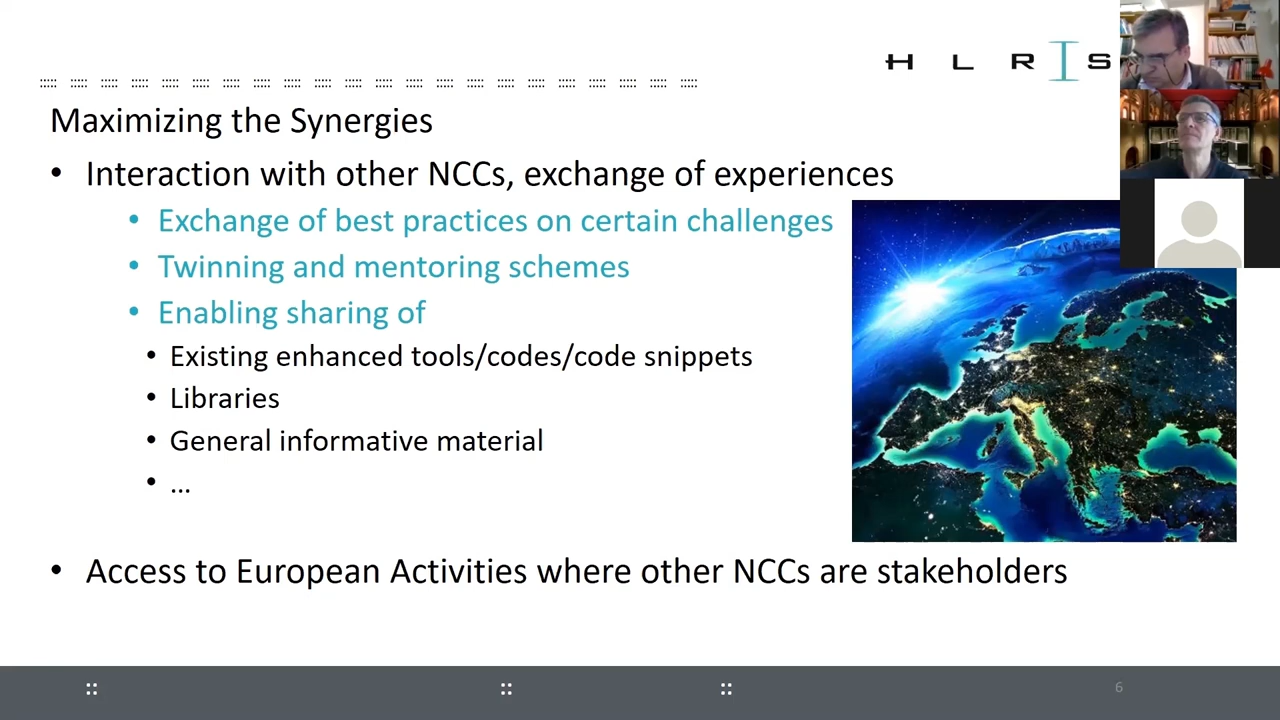 H L R I S
Maximizing the Synergies
• Interaction with other NCCs, exchange of experiences
• Exchange of best practices on certain challenges
• Twinning and mentoring schemes
• Enabling sharing of
• Existing enhanced tools/codes/code snippets
• Libraries
• General informative material
• ...
• Access to European Activities where other NCCs are stakeholders
6